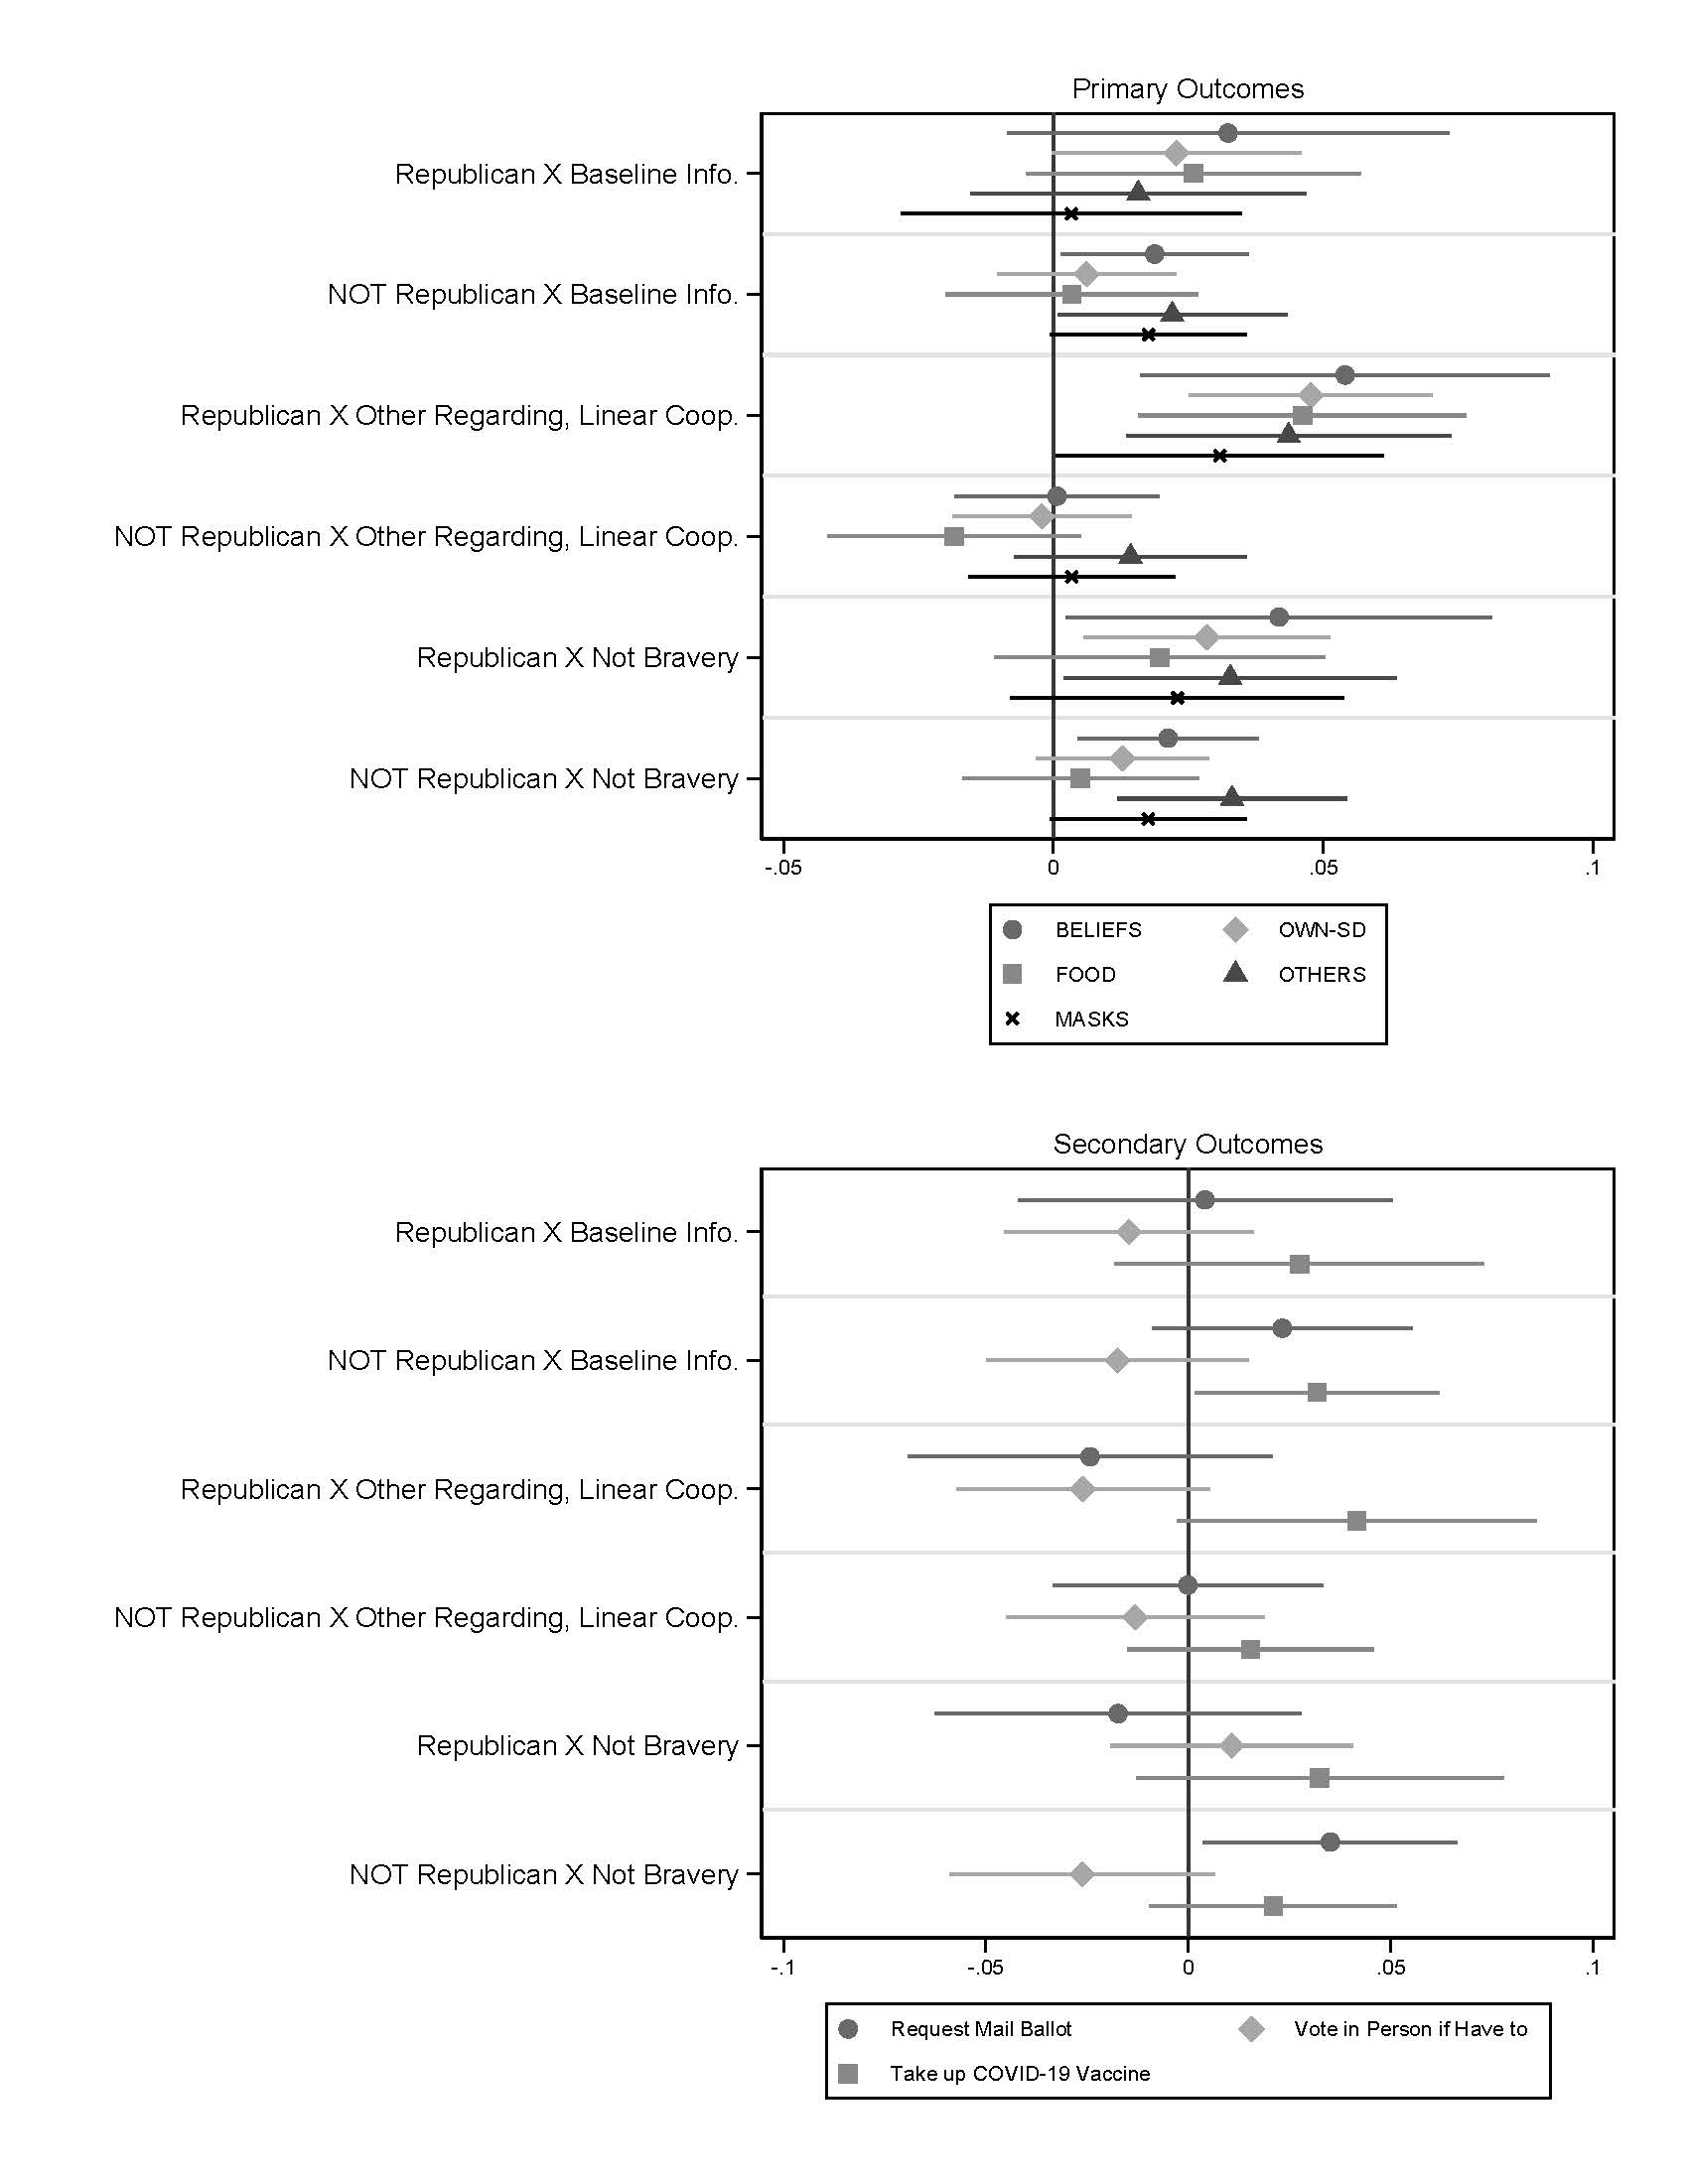 Primary Outcomes
Republican X Baseline Info.
NOT Republican X Baseline Info.
Republican X Other Regarding, Linear Coop.
NOT Republican X Other Regarding, Linear Coop.
Republican X Not Bravery
NOT Republican X Not Bravery
-.05 0 .05 .1
BELIEFS OWN-SD
FOOD OTHERS
MASKS
Secondary Outcomes
Republican X Baseline Info.
NOT Republican X Baseline Info.
Republican X Other Regarding, Linear Coop.
NOT Republican X Other Regarding, Linear Coop.
Republican X Not Bravery
NOT Republican X Not Bravery
-.1 -.05 0 .05 .1
Request Mail Ballot Vote in Person if Have to
Take up COVID-19 Vaccine